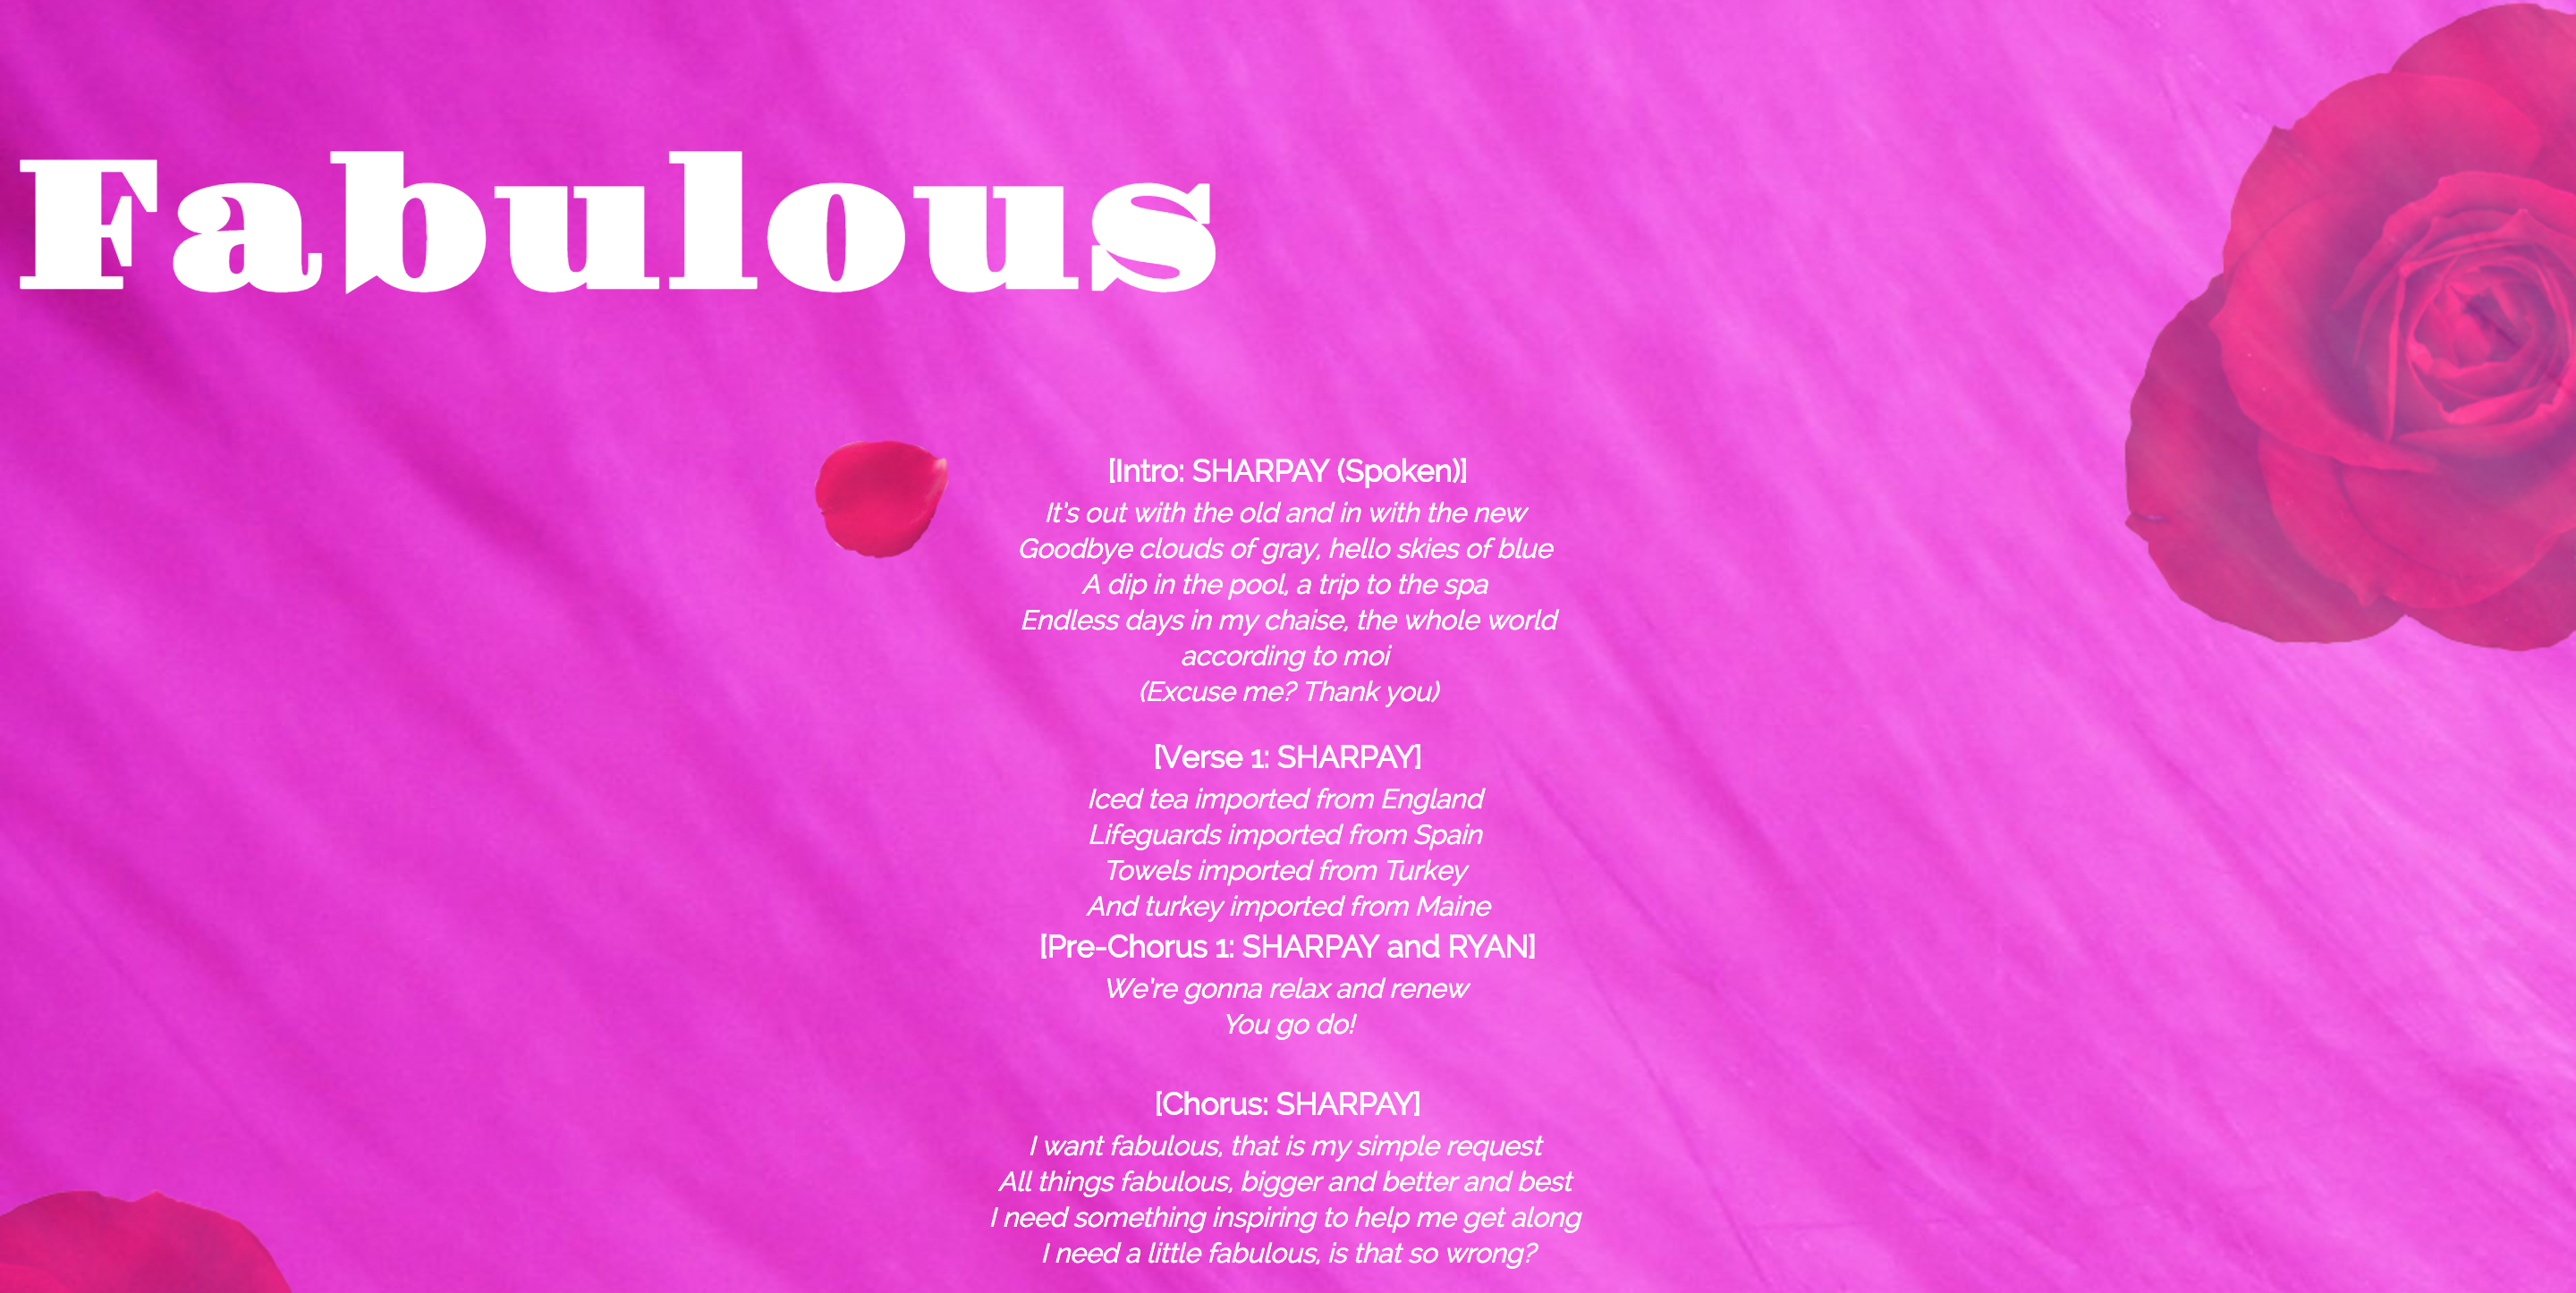 Fabulous
[Intro: SHARPAY (Spoken)]
It's out with the old and in with the new
Goodbye clouds of gray, hello skies of blue
A dip in the pool, a trip to the spa
Endless days in my chaise, the whole world
according to moi
(Excuse me? Thank you)
[Verse 1: SHARPAY]
Iced tea imported from England
Lifeguards imported from Spain
Towels imported from Turkey
And turkey imported from Maine
[Pre-Chorus 1: SHARPAY and RYAN]
We're gonna relax and renew
You go do!
[Chorus: SHARPAY]
I want fabulous, that is my simple request
All things fabulous, bigger and better and best
I need something inspiring to help me get along
I need a little fabulous, is that so wrong?